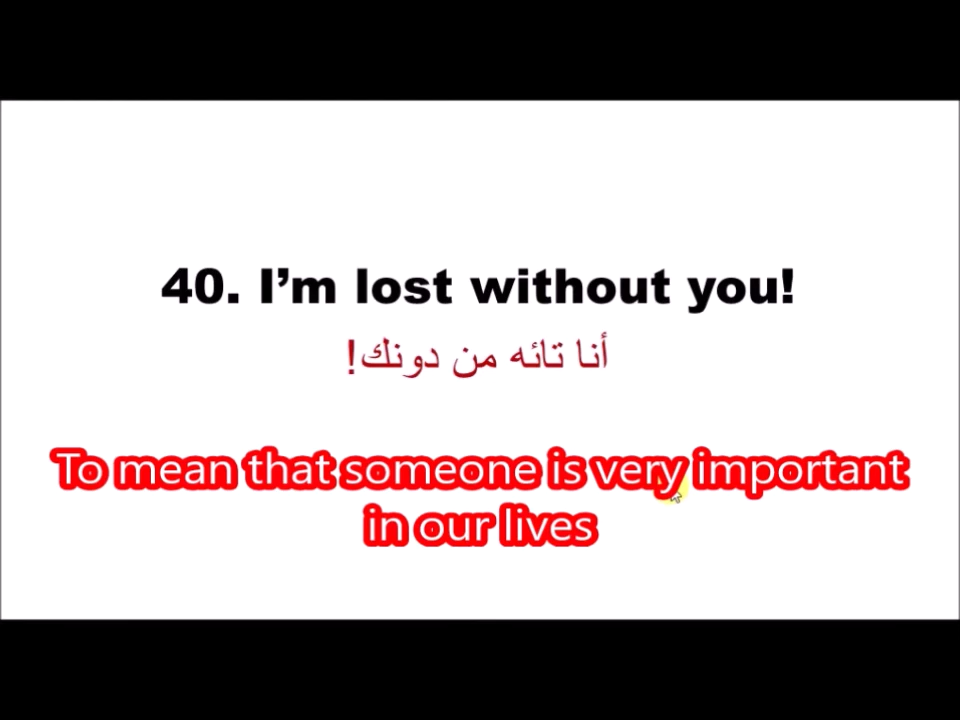 40. I’m lost without you!
أنا تائه من دونك!
To mean that someone is very important
in our lives